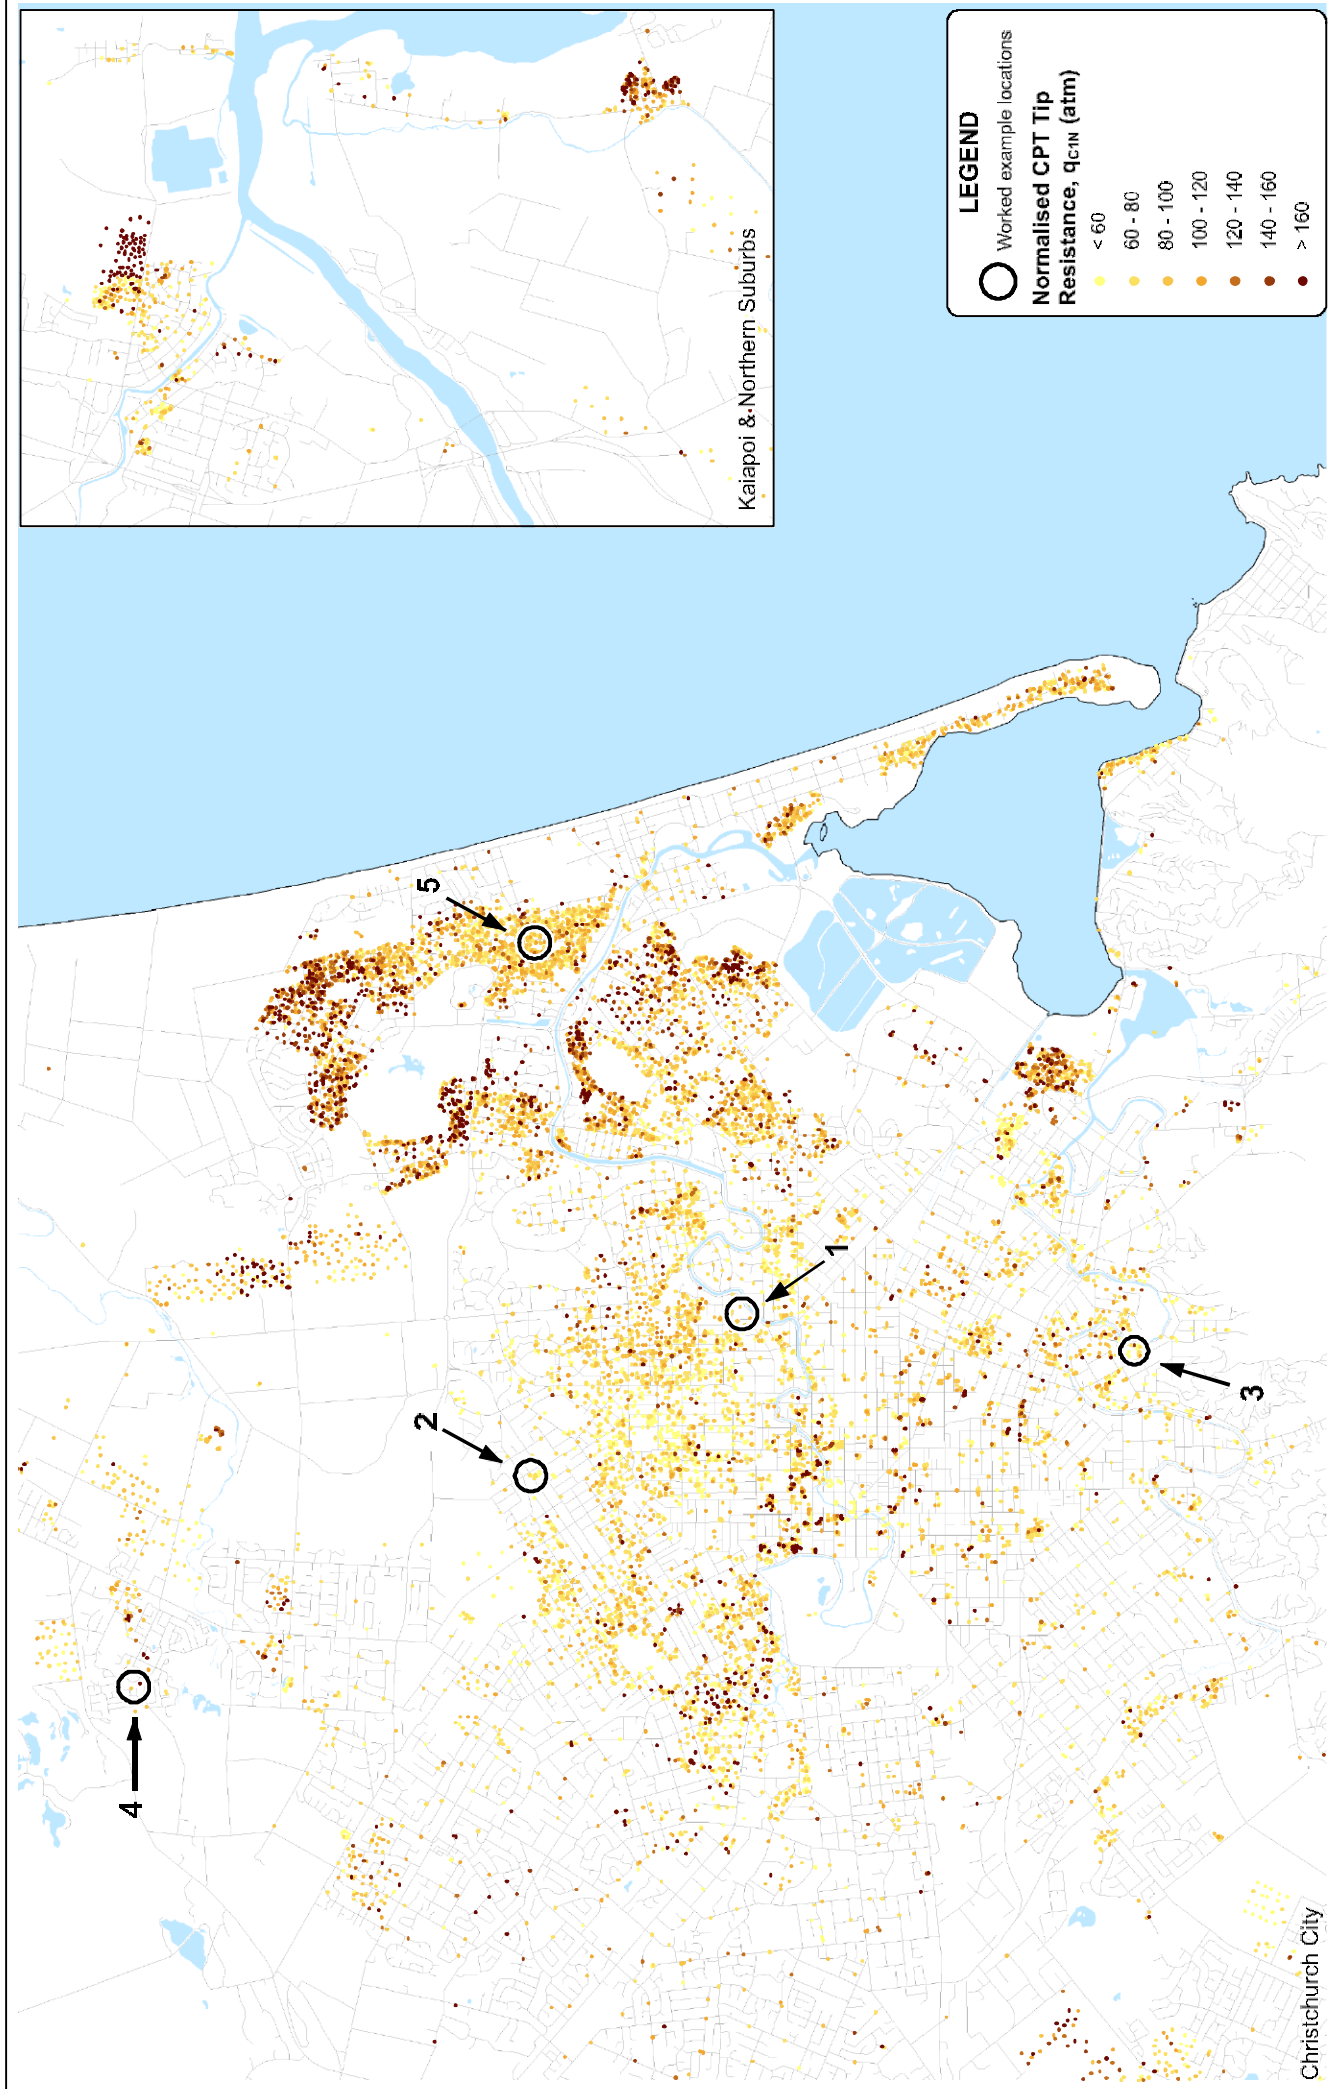 Kaiapoi & Northern Suburbs
5
2
1
4
3
LEGEND
Worked example locations
Normalised CPT Tip
Resistance, qC1N (atm)
< 60
60 - 80
80 - 100
100 - 120
120 - 140
140 - 160
> 160
Christchurch City